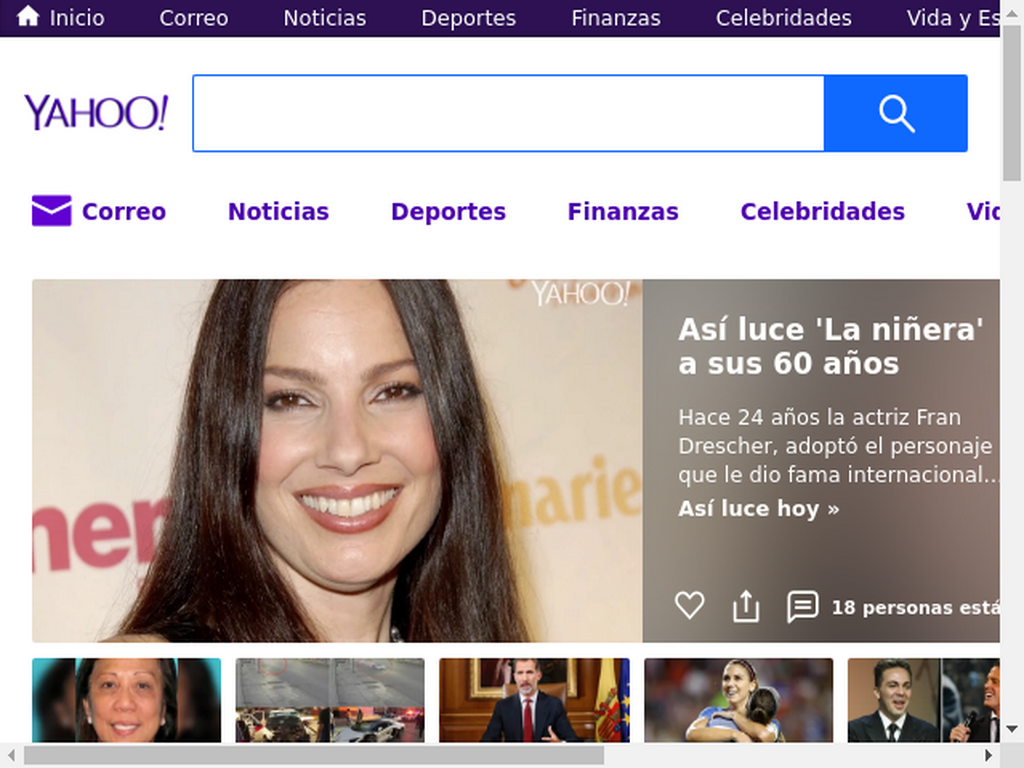 Inicio Correo Noticias Deportes Finanzas Celebridades Vida y Es
YAHOO!
Correo Noticias Deportes Finanzas Celebridades Vid
YAHOO!
Así luce 'La niñera'
a sus 60 años
Hace 24 años la actriz Fran
Drescher, adoptó el personaje
que le dio fama internacional...
Así luce hoy »
18 personas está
mer
marie